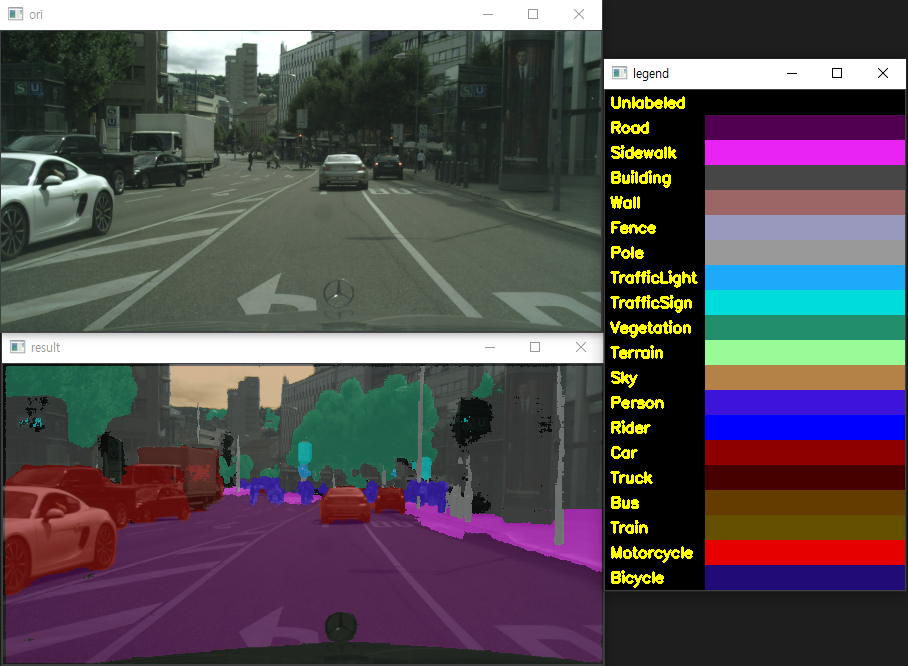 ori
S U
S U
result
legend
Unlabeled
Road
Sidewalk
Building
Wall
Fence
Pole
TrafficLight
TrafficSign
Vegetation
Terrain
Sky
Person
Rider
Car
Truck
Bus
Train
Motorcycle
Bicycle